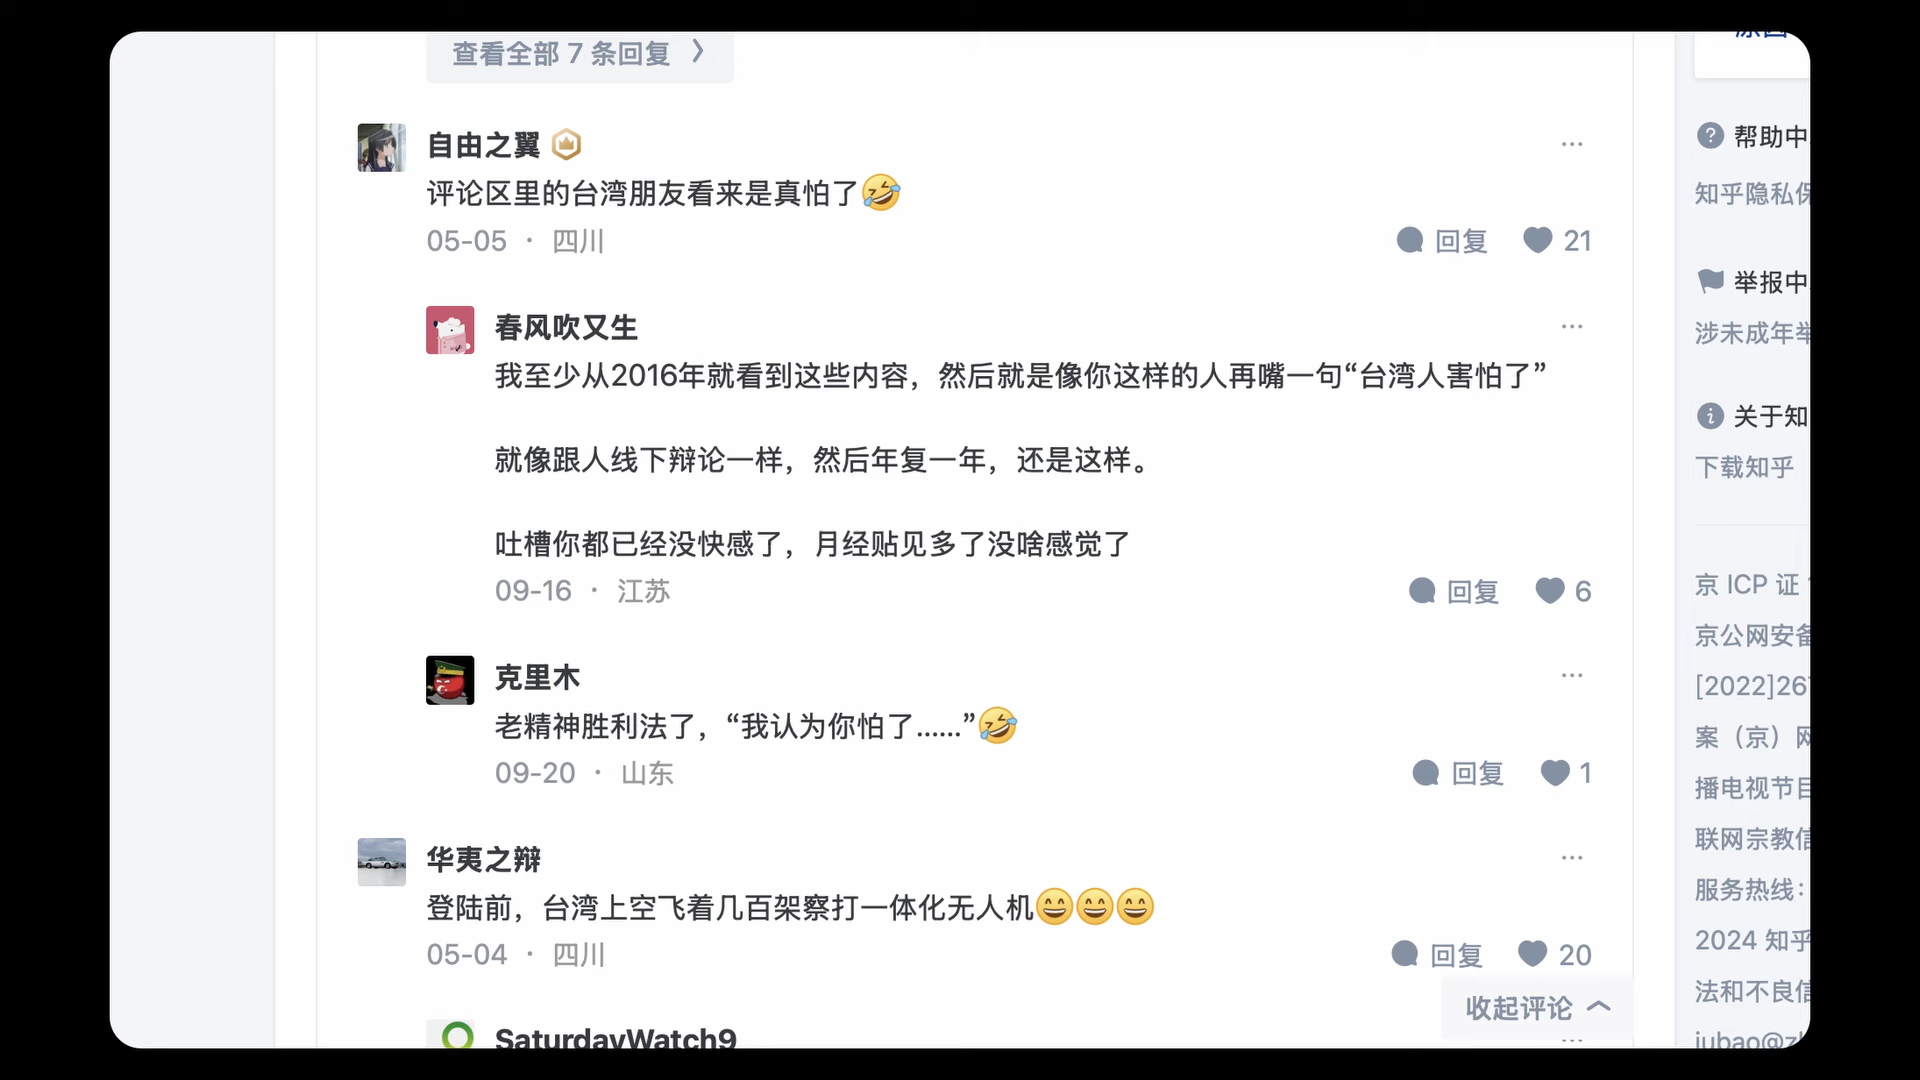 查看全部 7 条回复
自由之翼
评论区里的台湾朋友看来是真怕了🤣
05-05 · 四川
回复 21
春风吹又生
我至少从2016年就看到这些内容，然后就是像你这样的人再嘴一句“台湾人害怕了”
就像跟人线下辩论一样，然后年复一年，还是这样。
吐槽你都已经没快感了，月经贴见多了没啥感觉了
09-16 · 江苏
回复 6
克里木
老精神胜利法了，“我认为你怕了......”🤣
09-20 · 山东
回复 1
华夷之辩
登陆前，台湾上空飞着几百架察打一体化无人机😄😄😄
05-04 · 四川
回复 20
收起评论
SaturdayWatch9
帮助中
知乎隐私保
举报中
涉未成年举
关于知
下载知乎
京 ICP 证
京公网安备
[2022]26
案（京）网
播电视节目
联网宗教信
服务热线：
2024 知乎
法和不良信
jubao@z